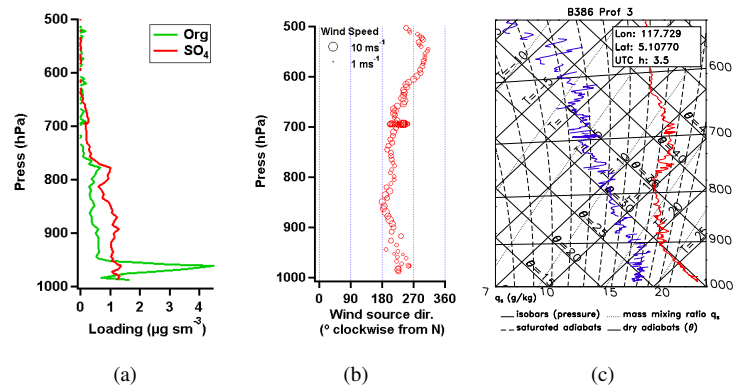 500
600
700
800
900
1000
Press (hPa)
Org
SO4
0
1
2
3
4
Loading (µg sm-3)
(a)
500
600
700
800
900
1000
Press (hPa)
Wind Speed
10 ms-1
1 ms-1
0
90
180
270
360
Wind source dir.
(º clockwise from N)
(b)
B386 Prof 3
Lon: 117.729
Lat: 5.10770
UTC h: 3.5
600
700
800
900
1000
θ=40
θ=25
θ=20
7
10
15
20
qs (g/kg)
isobars (pressure)
mass mixing ratio qs
saturated adiabats
dry adiabats (θ)
(c)